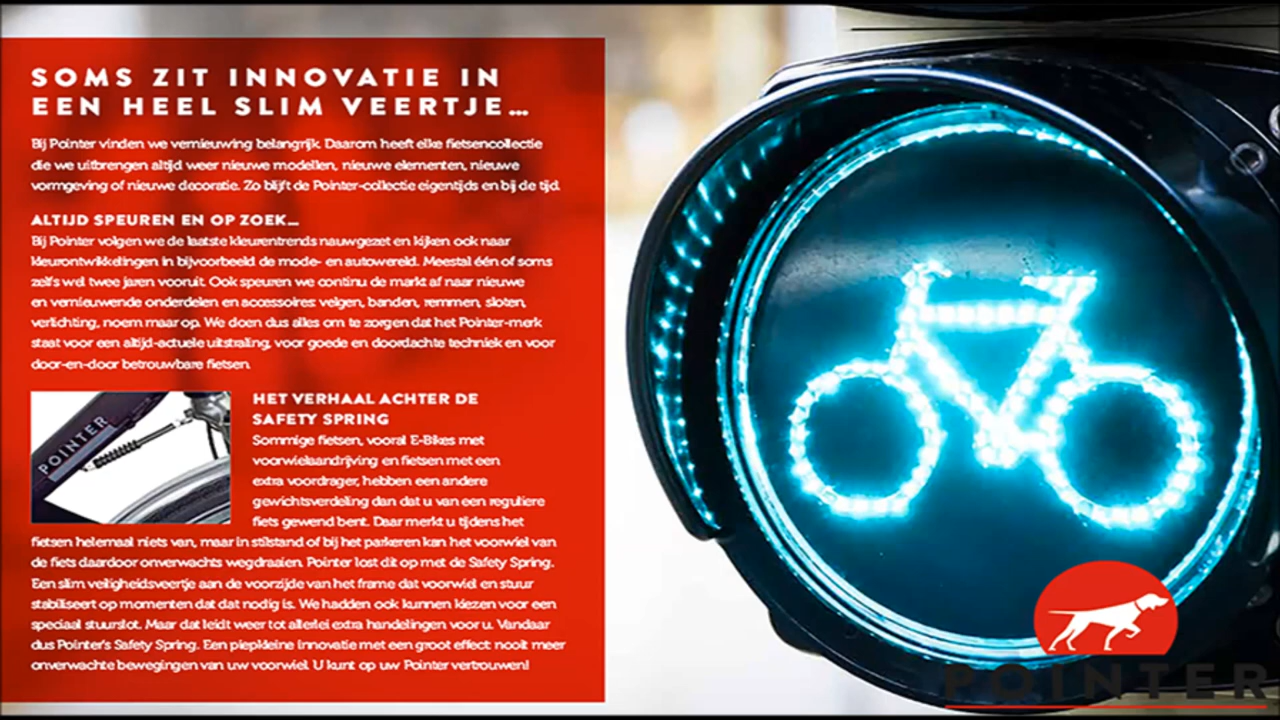 SOMS ZIT INNOVATIE IN
EEN HEEL SLIM VEERTJE...
Bij Pointer vinden we vernieuwing belangrijk. Daarom heeft elke fietsencollectie
die we uitbrengen altijd weer nieuwe modellen, nieuwe elementen, nieuwe
vormgeving of nieuwe decoratie. Zo blijft de Pointer-collectie eigentijds en bij de tijd.
ALTIJD SPEUREN EN OP ZOEK...
Bij Pointer volgen we de laatste kleurentrends nauwgezet en kijken ook naar
kleurontwikkelingen in bijvoorbeeld de mode- en autowereld. Meestal één of soms
zelfs wel twee jaren vooruit. Ook speuren we continu de markt af naar nieuwe
en vernieuwende onderdelen en accessoires: velgen, banden, remmen, sloten,
verlichting, noem maar op. We doen dus alles om te zorgen dat het Pointer-merk
staat voor een altijd-actuele uitstraling, voor goede en doordachte techniek en voor
door-en-door betrouwbare fietsen.
POINTER
HET VERHAAL ACHTER DE
SAFETY SPRING
Sommige fietsen, vooral E-Bikes met
voorwielaandrijving en fietsen met een
extra voordrager, hebben een andere
gewichtsverdeling dan dat u van een reguliere
fiets gewend bent. Daar merkt u tijdens het
fietsen helemaal niets van, maar in stilstand of bij het parkeren kan het voorwiel van
de fiets daardoor onverwachts wegdraaien. Pointer lost dit op met de Safety Spring.
Een slim veiligheidsveertje aan de voorzijde van het frame dat voorwiel en stuur
stabiliseert op momenten dat dat nodig is. We hadden ook kunnen kiezen voor een
speciaal stuurslot. Maar dat leidt weer tot allerlei extra handelingen voor u. Vandaar
dus Pointer's Safety Spring. Een piepkleine innovatie met een groot effect: nooit meer
onverwachte bewegingen van uw voorwiel. U kunt op uw Pointer vertrouwen!
POINTER